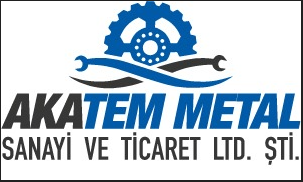 AKATEM METAL
SANAYİ VE TİCARET LTD. ŞTİ.